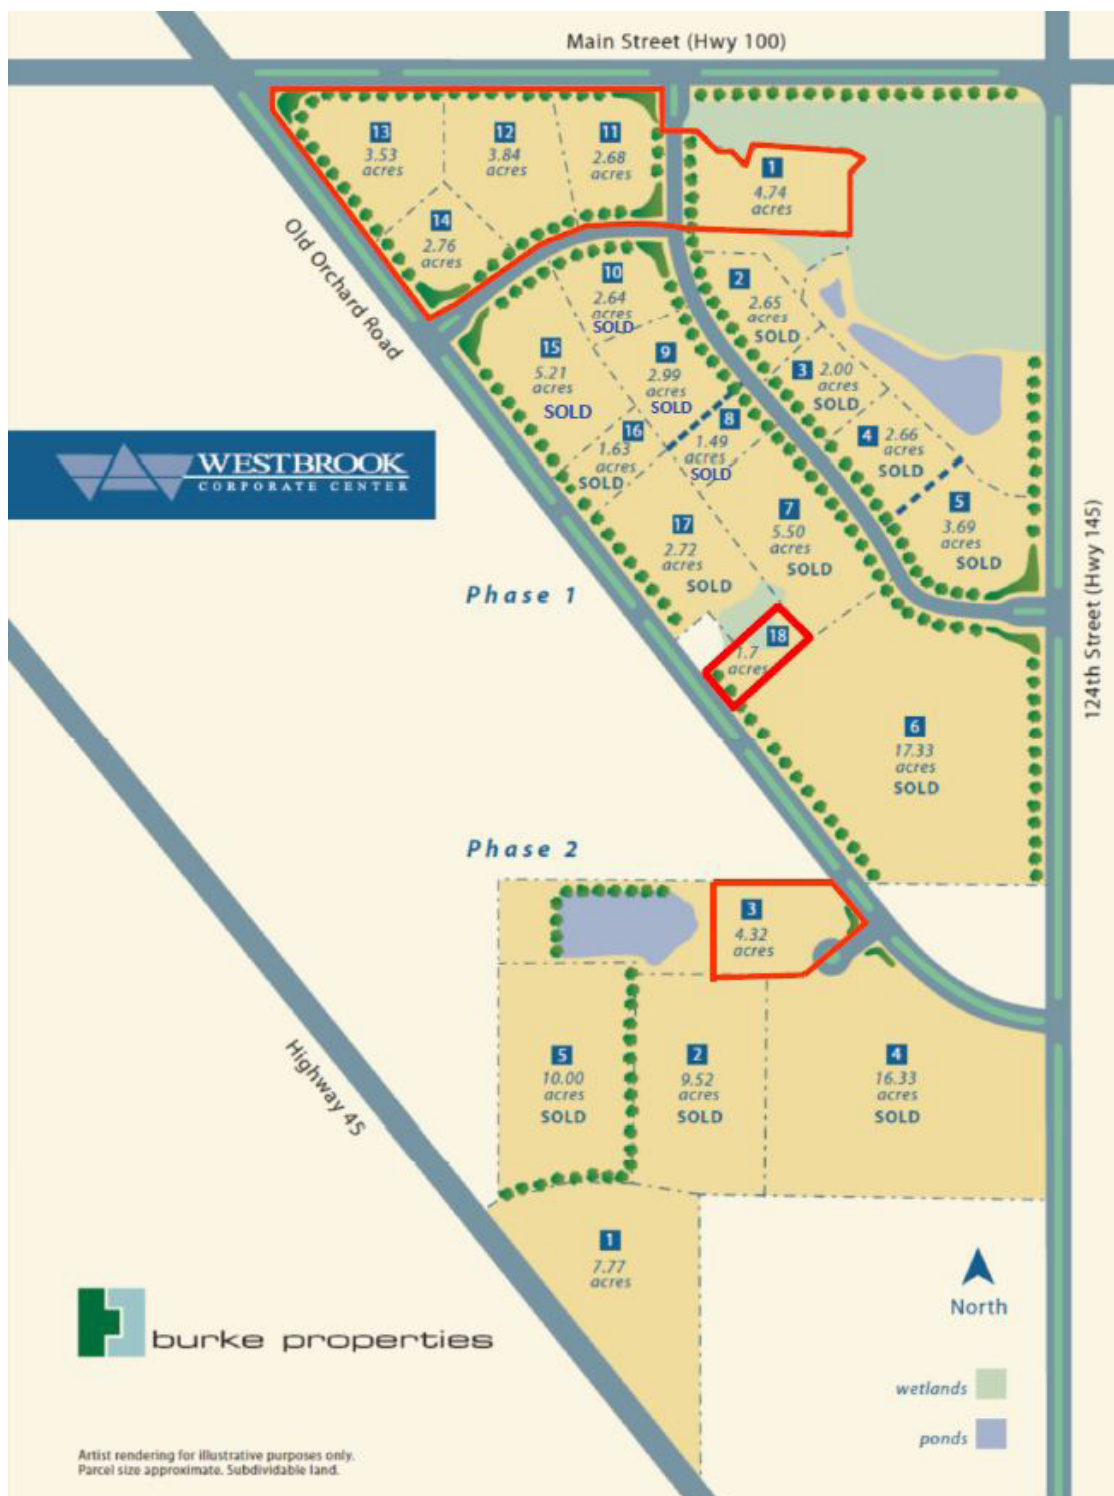 Main Street (Hwy 100)
13
3.53
acres
12
3.84
acres
11
2.68
acres
1
4.74
acres
14
2.76
acres
Old Orchard Road
10
2.64
acres
SOLD
2
2.65
acres
SOLD
15
5.21
acres
SOLD
9
2.99
acres
SOLD
3 2.00
acres
SOLD
16
1.63
acres
SOLD
8
1.49
acres
SOLD
4 2.66
acres
SOLD
WESTBROOK
CORPORATE CENTER
17
2.72
acres
SOLD
7
5.50
acres
SOLD
5
3.69
acres
SOLD
124th Street (Hwy 145)
Phase 1
18
1.7
acres
6
17.33
acres
SOLD
Phase 2
3
4.32
acres
Highway 45
5
10.00
acres
SOLD
2
9.52
acres
SOLD
4
16.33
acres
SOLD
1
7.77
acres
North
burke properties
wetlands
ponds
Artist rendering for illustrative purposes only.
Parcel size approximate. Subdividable land.